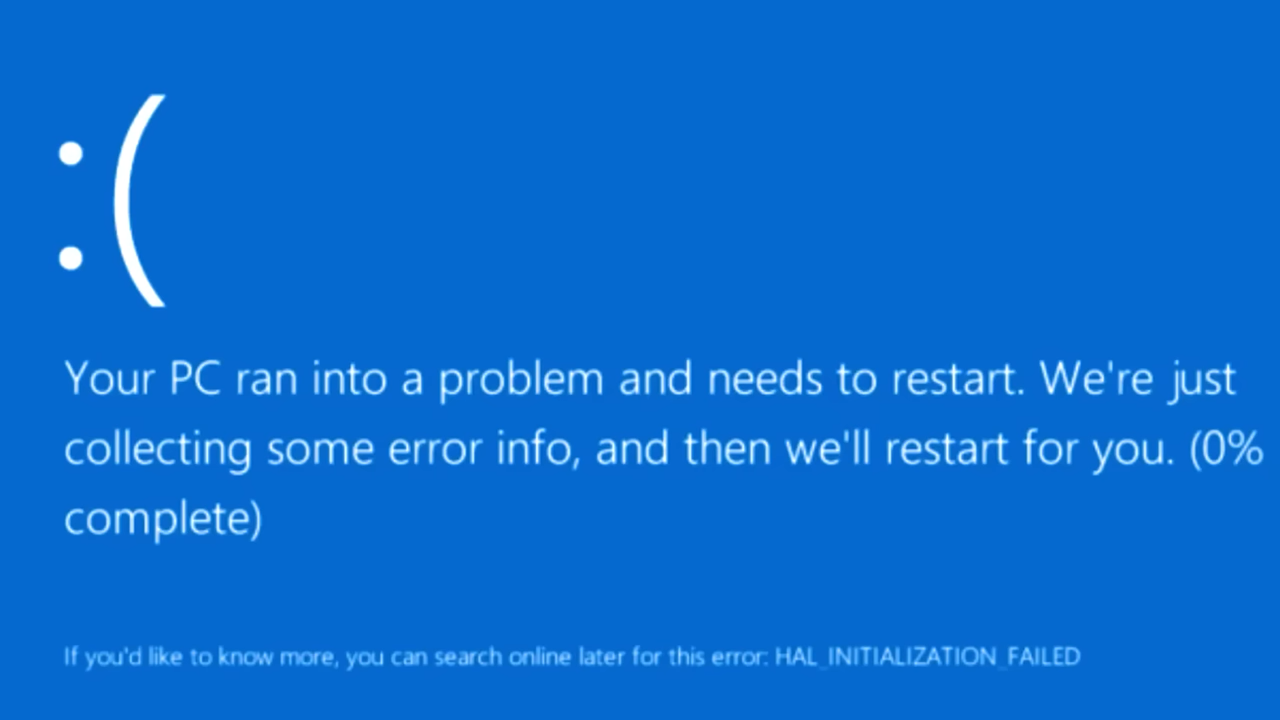 :(
Your PC ran into a problem and needs to restart. We're just
collecting some error info, and then we'll restart for you. (0%
complete)
If you'd like to know more, you can search online later for this error: HAL_INITIALIZATION_FAILED